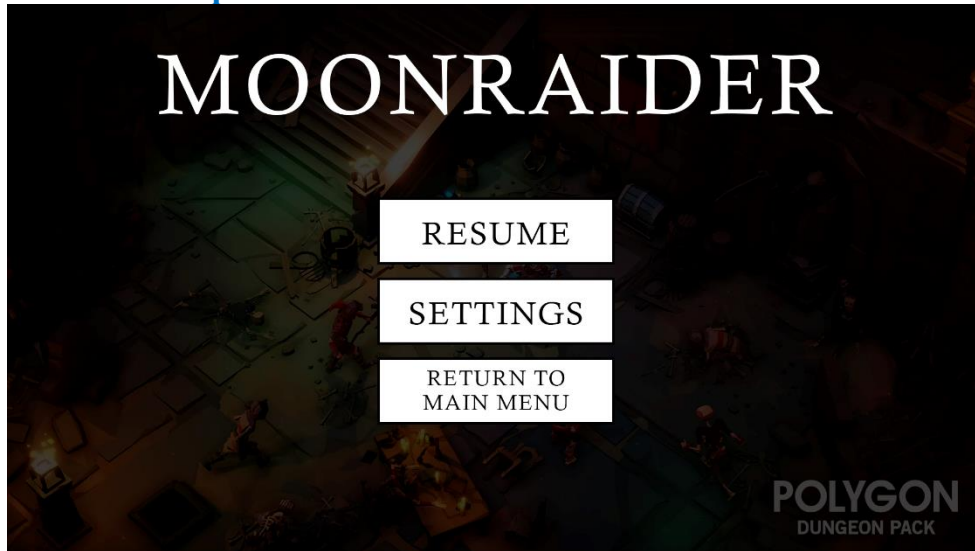 MOONRAIDER
RESUME
SETTINGS
RETURN TO
MAIN MENU
POLYGON
DUNGEON PACK